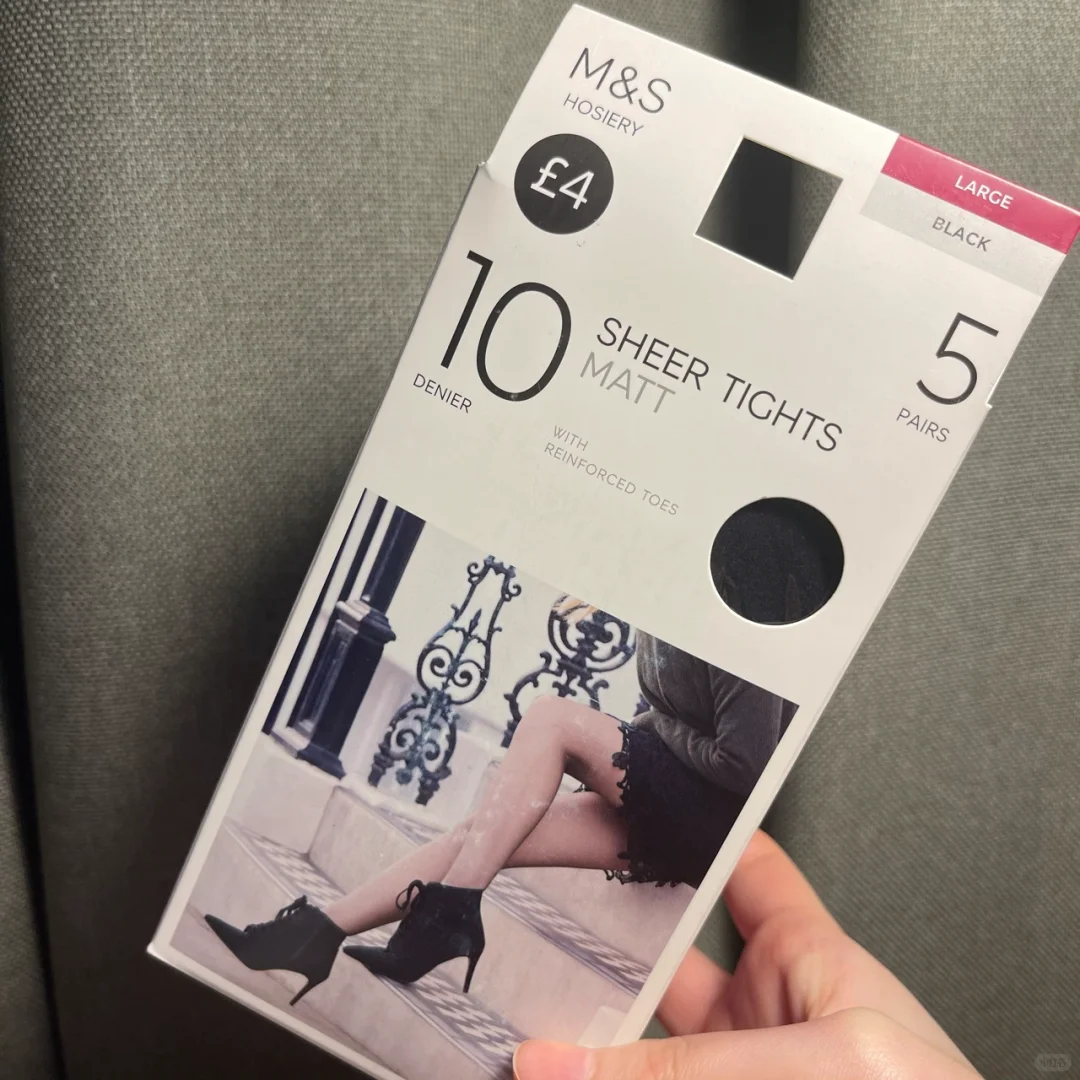 M&S
HOSIERY
£4
LARGE
BLACK
10
DENIER
SHEER TIGHTS
MATT
5
PAIRS
WITH
REINFORCED TOES